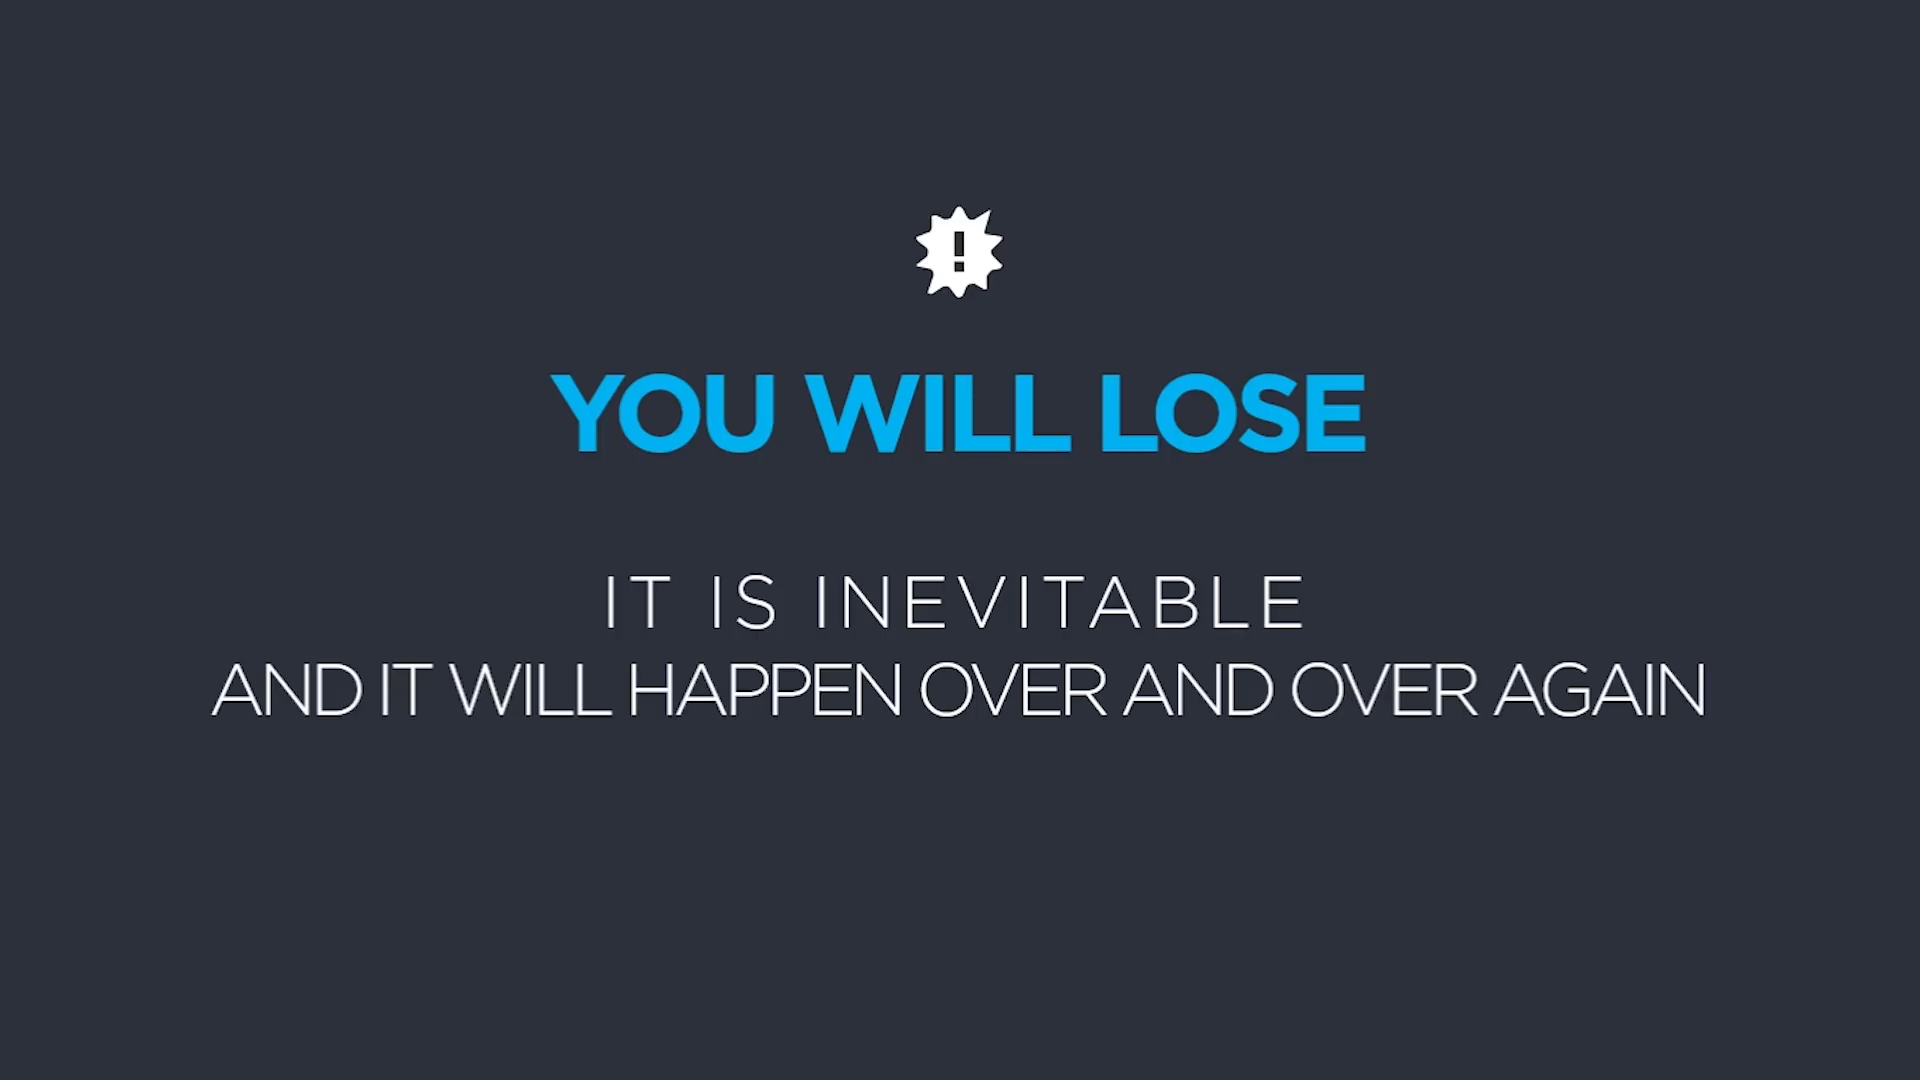 !
YOU WILL LOSE
IT IS INEVITABLE
AND IT WILL HAPPEN OVER AND OVER AGAIN